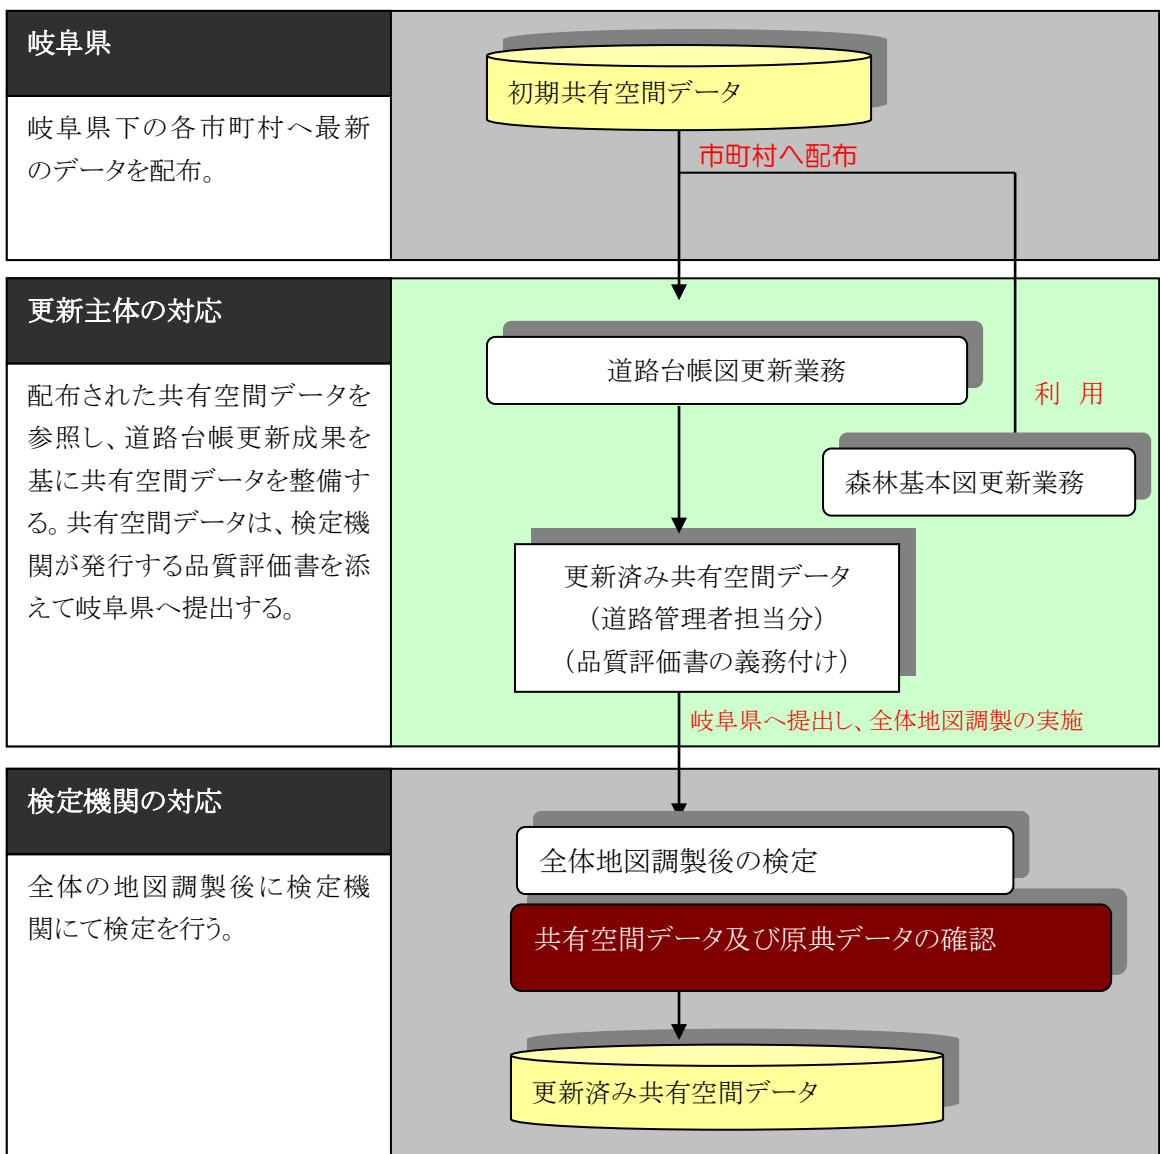 岐阜県
岐阜県下の各市町村へ最新
のデータを配布。
初期共有空間データ
市町村へ配布
更新主体の対応
配布された共有空間データを
参照し、道路台帳更新成果を
基に共有空間データを整備す
る。共有空間データは、検定機
関が発行する品質評価書を添
えて岐阜県へ提出する。
道路台帳図更新業務
利　用
森林基本図更新業務
更新済み共有空間データ
（道路管理者担当分）
（品質評価書の義務付け）
岐阜県へ提出し、全体地図調製の実施
検定機関の対応
全体の地図調製後に検定機
関にて検定を行う。
全体地図調製後の検定
共有空間データ及び原典データの確認
更新済み共有空間データ